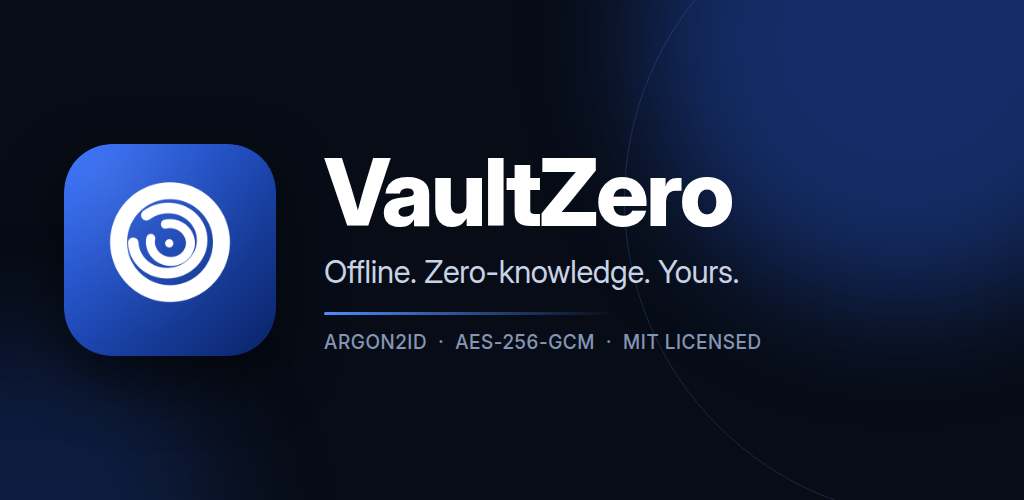 VaultZero
Offline. Zero-knowledge. Yours.
ARGON2ID · AES-256-GCM · MIT LICENSED